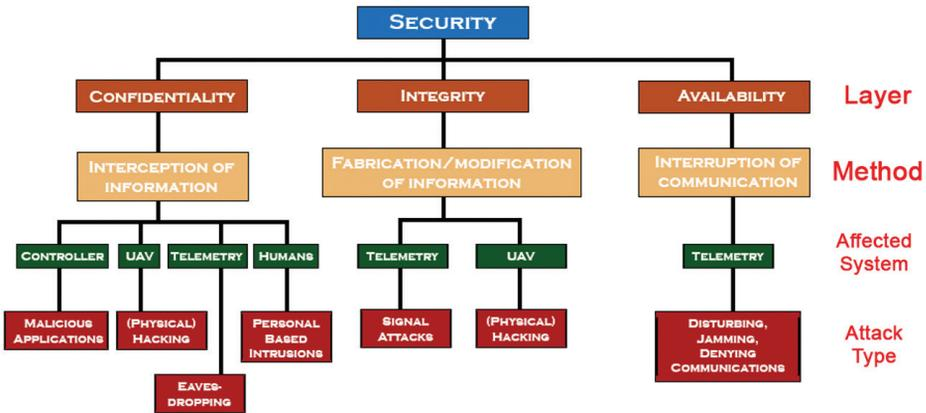 SECURITY
CONFIDENTIALITY
INTEGRITY
AVAILABILITY
Layer
INTERCEPTION OF
INFORMATION
FABRICATION/MODIFICATION
OF INFORMATION
INTERRUPTION OF
COMMUNICATION
Method
CONTROLLER
UAV
TELEMETRY
HUMANS
TELEMETRY
UAV
TELEMETRY
Affected
System
MALICIOUS
APPLICATIONS
(PHYSICAL)
HACKING
EAVES-
DROPPING
PERSONAL
BASED
INTRUSIONS
SIGNAL
ATTACKS
(PHYSICAL)
HACKING
DISTURBING,
JAMMING,
DENYING
COMMUNICATIONS
Attack
Type